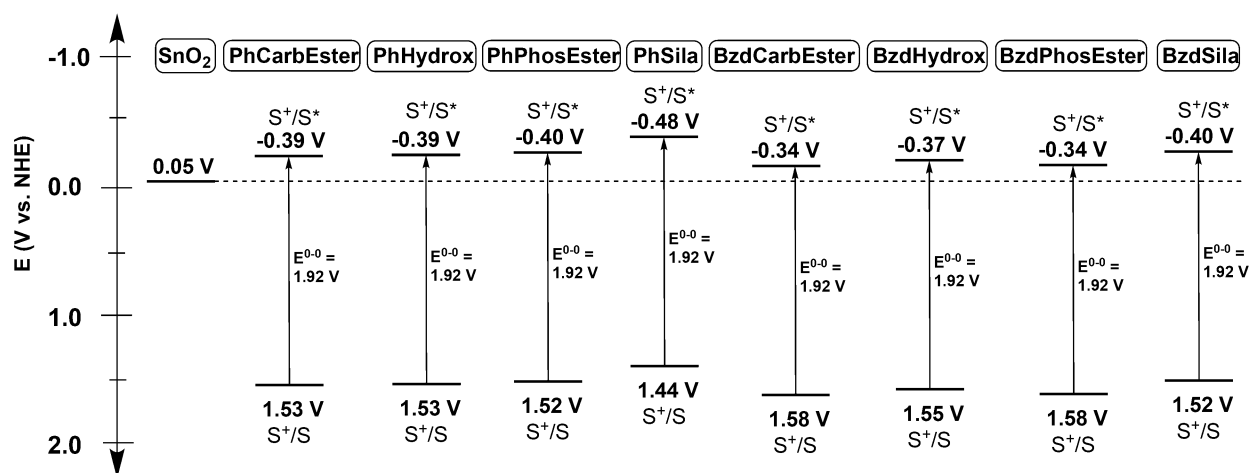 SnO₂ PhCarbEster PhHydrox PhPhosEster PhSila BzdCarbEster BzdHydrox BzdPhosEster BzdSila
E (V vs. NHE)
-1.0
0.0
1.0
2.0
0.05 V
S⁺/S*
-0.39 V
E⁰⁻⁰ =
1.92 V
1.53 V
S⁺/S
S⁺/S*
-0.39 V
E⁰⁻⁰ =
1.92 V
1.53 V
S⁺/S
S⁺/S*
-0.40 V
E⁰⁻⁰ =
1.92 V
1.52 V
S⁺/S
S⁺/S*
-0.48 V
E⁰⁻⁰ =
1.92 V
1.44 V
S⁺/S
S⁺/S*
-0.34 V
E⁰⁻⁰ =
1.92 V
1.58 V
S⁺/S
S⁺/S*
-0.37 V
E⁰⁻⁰ =
1.92 V
1.55 V
S⁺/S
S⁺/S*
-0.34 V
E⁰⁻⁰ =
1.92 V
1.58 V
S⁺/S
S⁺/S*
-0.40 V
E⁰⁻⁰ =
1.92 V
1.52 V
S⁺/S